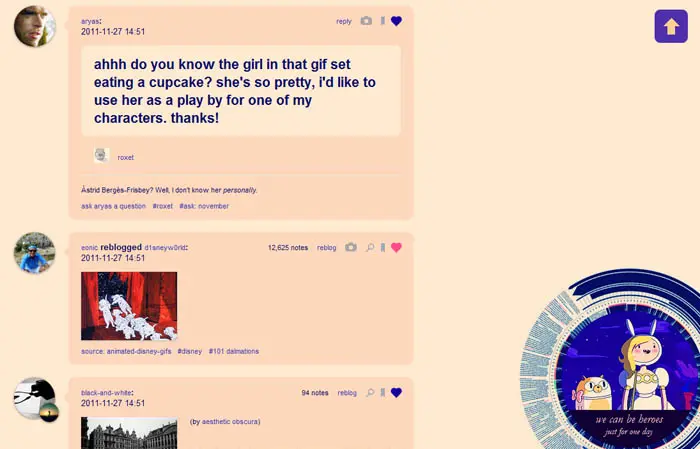 aryas:
reply
2011-11-27 14:51
ahhh do you know the girl in that gif set
eating a cupcake? she's so pretty, i'd like to
use her as a play by for one of my
characters. thanks!
roxet
Àstrid Bergès-Frisbey? Well, i don't know her personally.
ask aryas a question #roxet #ask: november
eonic reblogged d1sneyw0rld:
12,625 notes reblog
2011-11-27 14:51
source: animated-disney-gifs #disney #101 dalmations
black-and-white:
94 notes reblog
2011-11-27 14:51
(by aesthetic obscura)
we can be heroes
just for one day